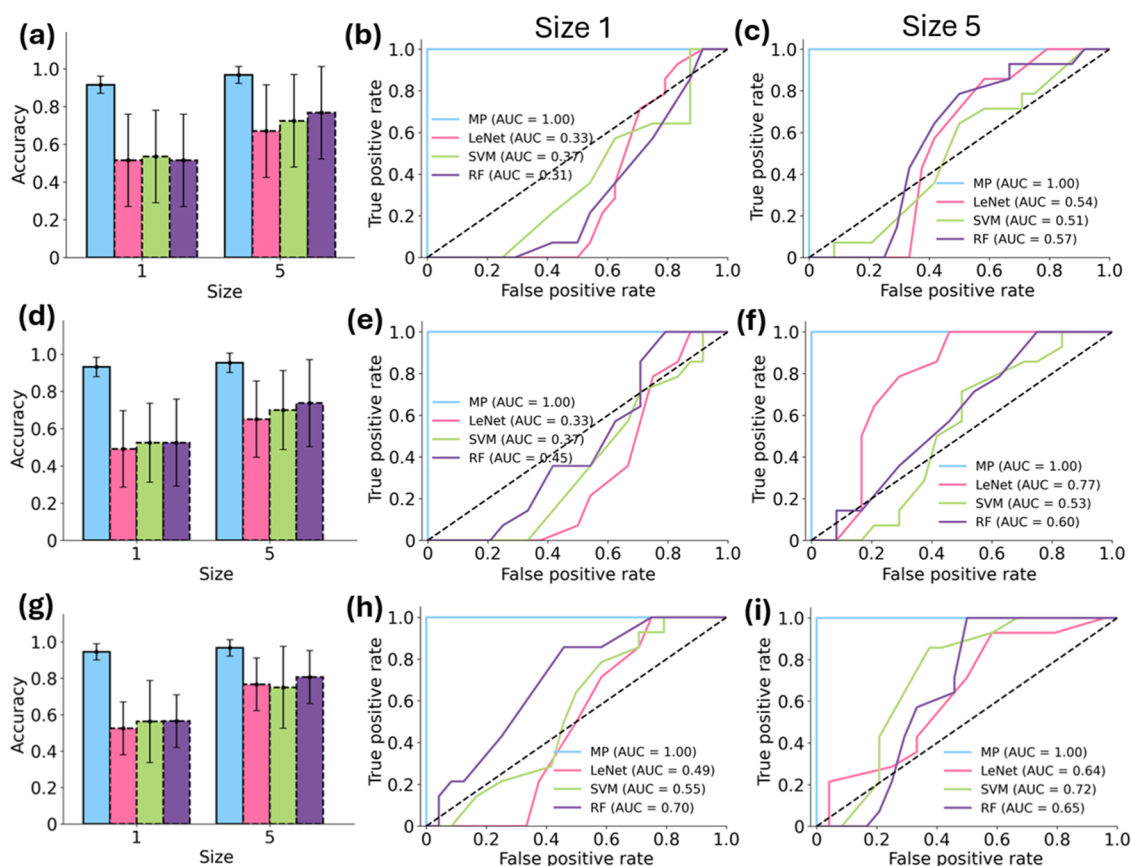 Size 1
Size 5
(a)
Accuracy
1.0
0.8
0.6
0.4
0.2
0
1
5
Size
(b)
True positive rate
1.0
0.8
0.6
0.4
0.2
0
MP (AUC = 1.00)
LeNet (AUC = 0.33)
SVM (AUC = 0.37)
RF (AUC = 0.31)
0
0.2
0.4
0.6
0.8
1.0
False positive rate
(c)
True positive rate
1.0
0.8
0.6
0.4
0.2
0
MP (AUC = 1.00)
LeNet (AUC = 0.54)
SVM (AUC = 0.51)
RF (AUC = 0.57)
0
0.2
0.4
0.6
0.8
1.0
False positive rate
(d)
Accuracy
1.0
0.8
0.6
0.4
0.2
0
1
5
Size
(e)
True positive rate
1.0
0.8
0.6
0.4
0.2
0
MP (AUC = 1.00)
LeNet (AUC = 0.33)
SVM (AUC = 0.37)
RF (AUC = 0.45)
0
0.2
0.4
0.6
0.8
1.0
False positive rate
(f)
True positive rate
1.0
0.8
0.6
0.4
0.2
0
MP (AUC = 1.00)
LeNet (AUC = 0.77)
SVM (AUC = 0.53)
RF (AUC = 0.60)
0
0.2
0.4
0.6
0.8
1.0
False positive rate
(g)
Accuracy
1.0
0.8
0.6
0.4
0.2
0
1
5
Size
(h)
True positive rate
1.0
0.8
0.6
0.4
0.2
0
MP (AUC = 1.00)
LeNet (AUC = 0.49)
SVM (AUC = 0.55)
RF (AUC = 0.70)
0
0.2
0.4
0.6
0.8
1.0
False positive rate
(i)
True positive rate
1.0
0.8
0.6
0.4
0.2
0
MP (AUC = 1.00)
LeNet (AUC = 0.64)
SVM (AUC = 0.72)
RF (AUC = 0.65)
0
0.2
0.4
0.6
0.8
1.0
False positive rate